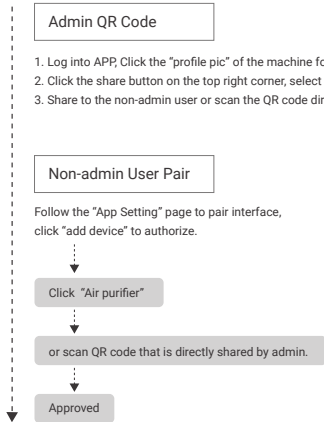 Admin QR Code
1. Log into APP, Click the “profile pic” of the machine
2. Click the share button on the top right corner, select
3. Share to the non-admin user or scan the QR code
Non-admin User Pair
Follow the “App Setting” page to pair interface,
click “add device” to authorize.
Click “Air purifier”
or scan QR code that is directly shared by admin.
Approved